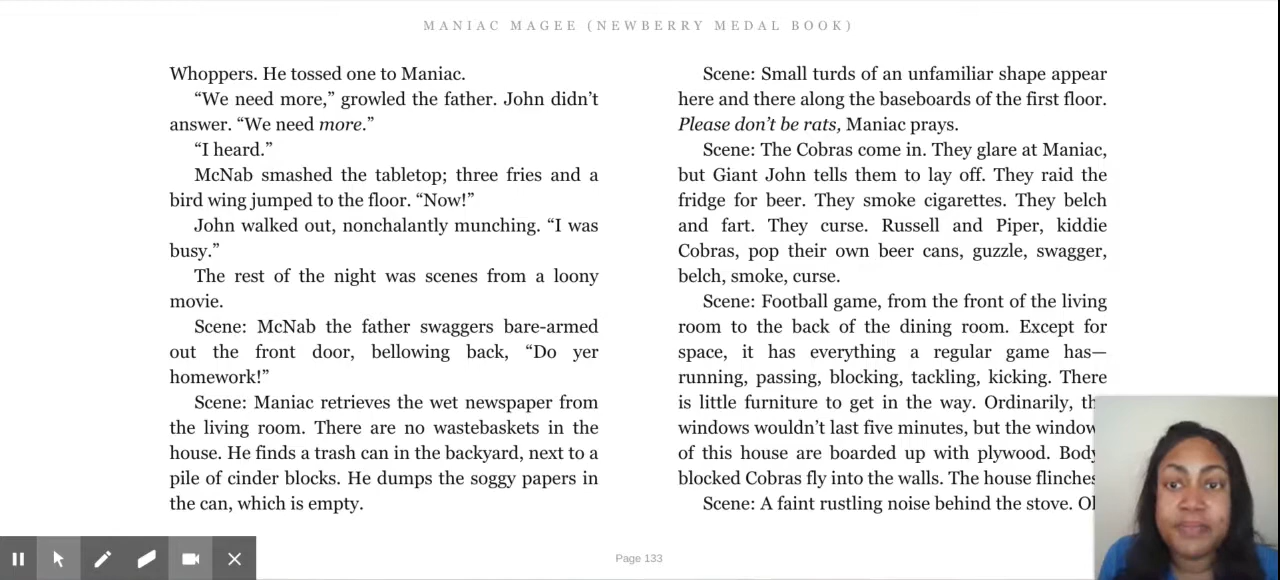 MANIAC MAGEE (NEWBERRY MEDAL BOOK)
Whoppers. He tossed one to Maniac.
“We need more,” growled the father. John didn’t
answer. “We need more.”
“I heard.”
McNab smashed the tabletop; three fries and a
bird wing jumped to the floor. “Now!”
John walked out, nonchalantly munching. “I was
busy.”
The rest of the night was scenes from a loony
movie.
Scene: McNab the father swaggers bare-armed
out the front door, bellowing back, “Do yer
homework!”
Scene: Maniac retrieves the wet newspaper from
the living room. There are no wastebaskets in the
house. He finds a trash can in the backyard, next to a
pile of cinder blocks. He dumps the soggy papers in
the can, which is empty.
Scene: Small turds of an unfamiliar shape appear
here and there along the baseboards of the first floor.
Please don’t be rats, Maniac prays.
Scene: The Cobras come in. They glare at Maniac,
but Giant John tells them to lay off. They raid the
fridge for beer. They smoke cigarettes. They belch
and fart. They curse. Russell and Piper, kiddie
Cobras, pop their own beer cans, guzzle, swagger,
belch, smoke, curse.
Scene: Football game, from the front of the living
room to the back of the dining room. Except for
space, it has everything a regular game has—
running, passing, blocking, tackling, kicking. There
is little furniture to get in the way. Ordinarily,
windows wouldn’t last five minutes, but the
of this house are boarded up with plywood.
blocked Cobras fly into the walls. The house flinches
Scene: A faint rustling noise behind the stove.
Page 133